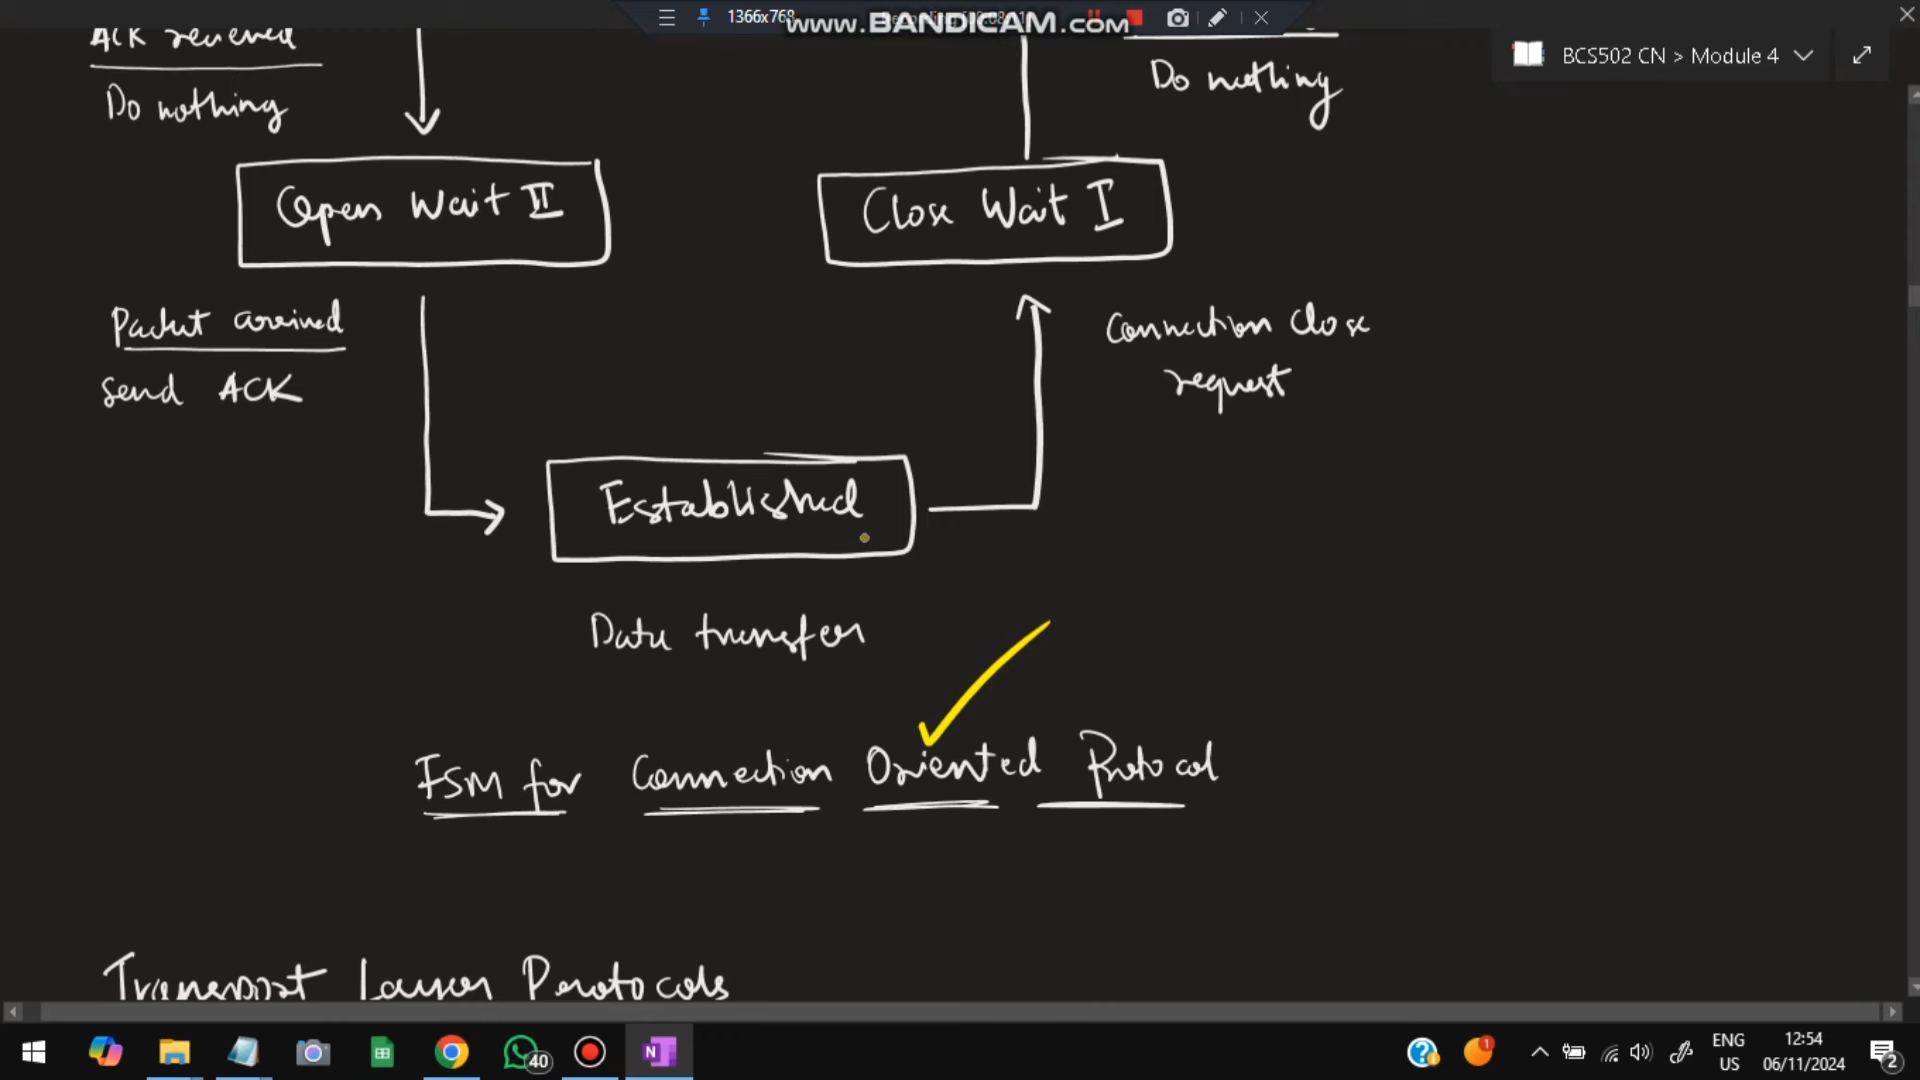 1366x768
www.BANDICAM.com
ACK received
Do nothing
Do nothing
BCS502 CN > Module 4
Open Wait II
Close Wait I
Packet arrived
Send ACK
Connection Close
request
Established
Data transfer
FSM for Connection Oriented Protocol
Transport Layer Protocols
40
N
1
ENG
US
12:54
06/11/2024
2